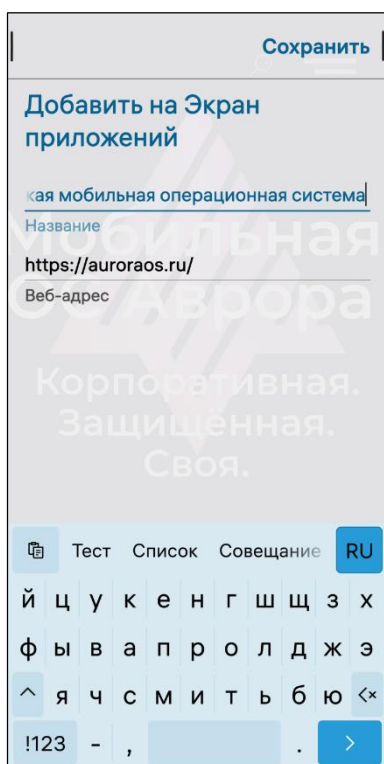 Сохранить
Добавить на Экран
приложений
кая мобильная операционная система
Название
https://auroraos.ru/
Веб-адрес
Мобильная
ОС Аврора
Корпоративная.
Защищённая.
Своя.
Тест Список Совещание RU
й ц у к е н г ш щ з х
ф ы в а п р о л д ж э
я ч с м и т ь б ю
!123 - , .